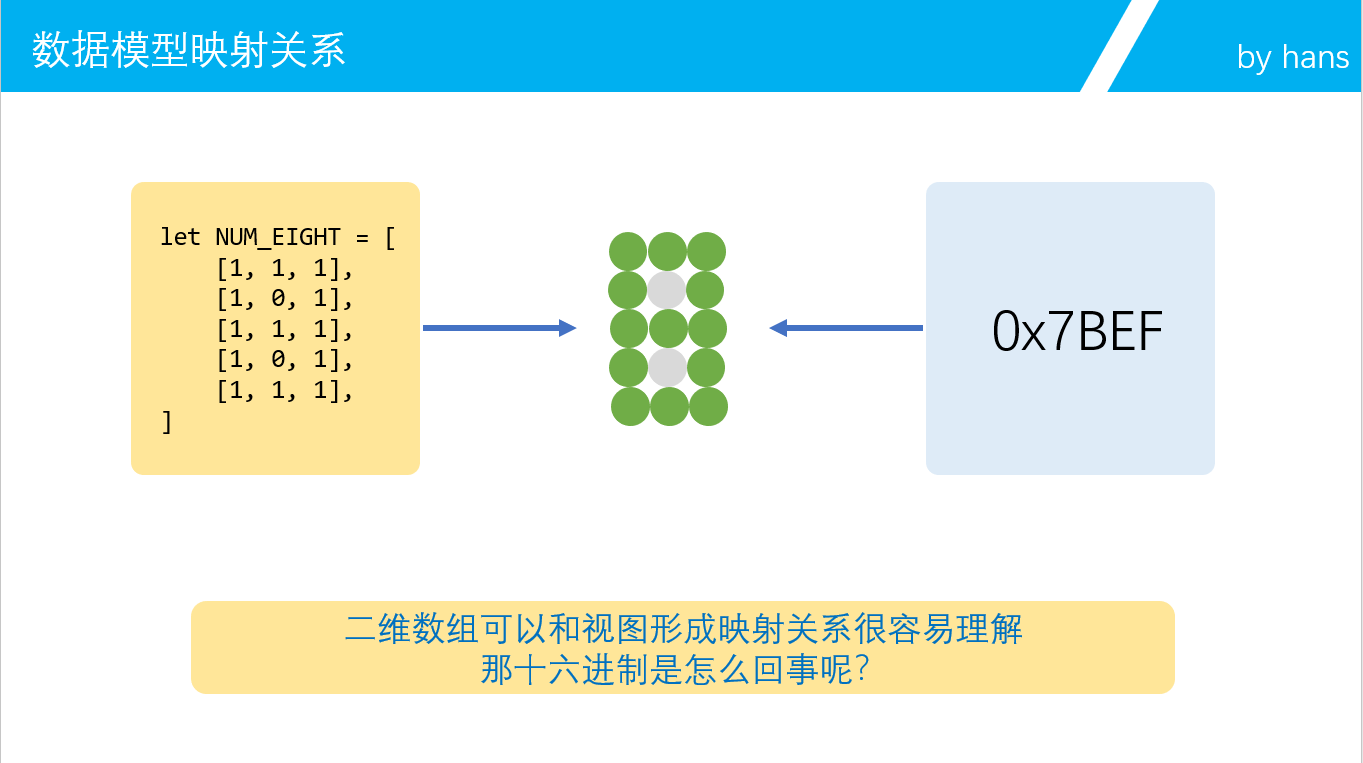 数据模型映射关系
by hans
let NUM_EIGHT = [
    [1, 1, 1],
    [1, 0, 1],
    [1, 1, 1],
    [1, 0, 1],
    [1, 1, 1],
]
0x7BEF
二维数组可以和视图形成映射关系很容易理解
那十六进制是怎么回事呢？